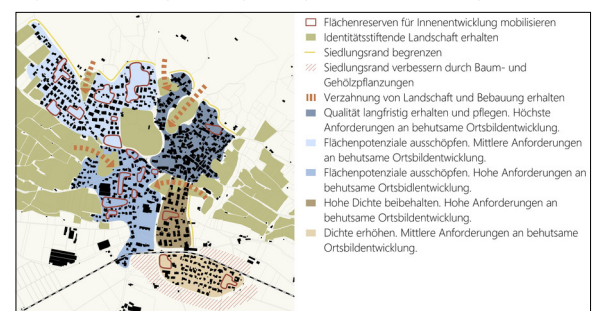 Flächenreserven für Innenentwicklung mobilisieren
Identitätsstiftende Landschaft erhalten
Siedlungsrand begrenzen
Siedlungsrand verbessern durch Baum- und
Gehölzpflanzungen
Verzahnung von Landschaft und Bebauung erhalten
Qualität langfristig erhalten und pflegen. Höchste
Anforderungen an behutsame Ortsbildentwicklung.
Flächenpotenziale ausschöpfen. Mittlere Anforderungen
an behutsame Ortsbildentwicklung.
Flächenpotenziale ausschöpfen. Hohe Anforderungen an
behutsame Ortsbidlentwicklung.
Hohe Dichte beibehalten. Hohe Anforderungen an
behutsame Ortsbildentwicklung.
Dichte erhöhen. Mittlere Anforderungen an behutsame
Ortsbildentwicklung.